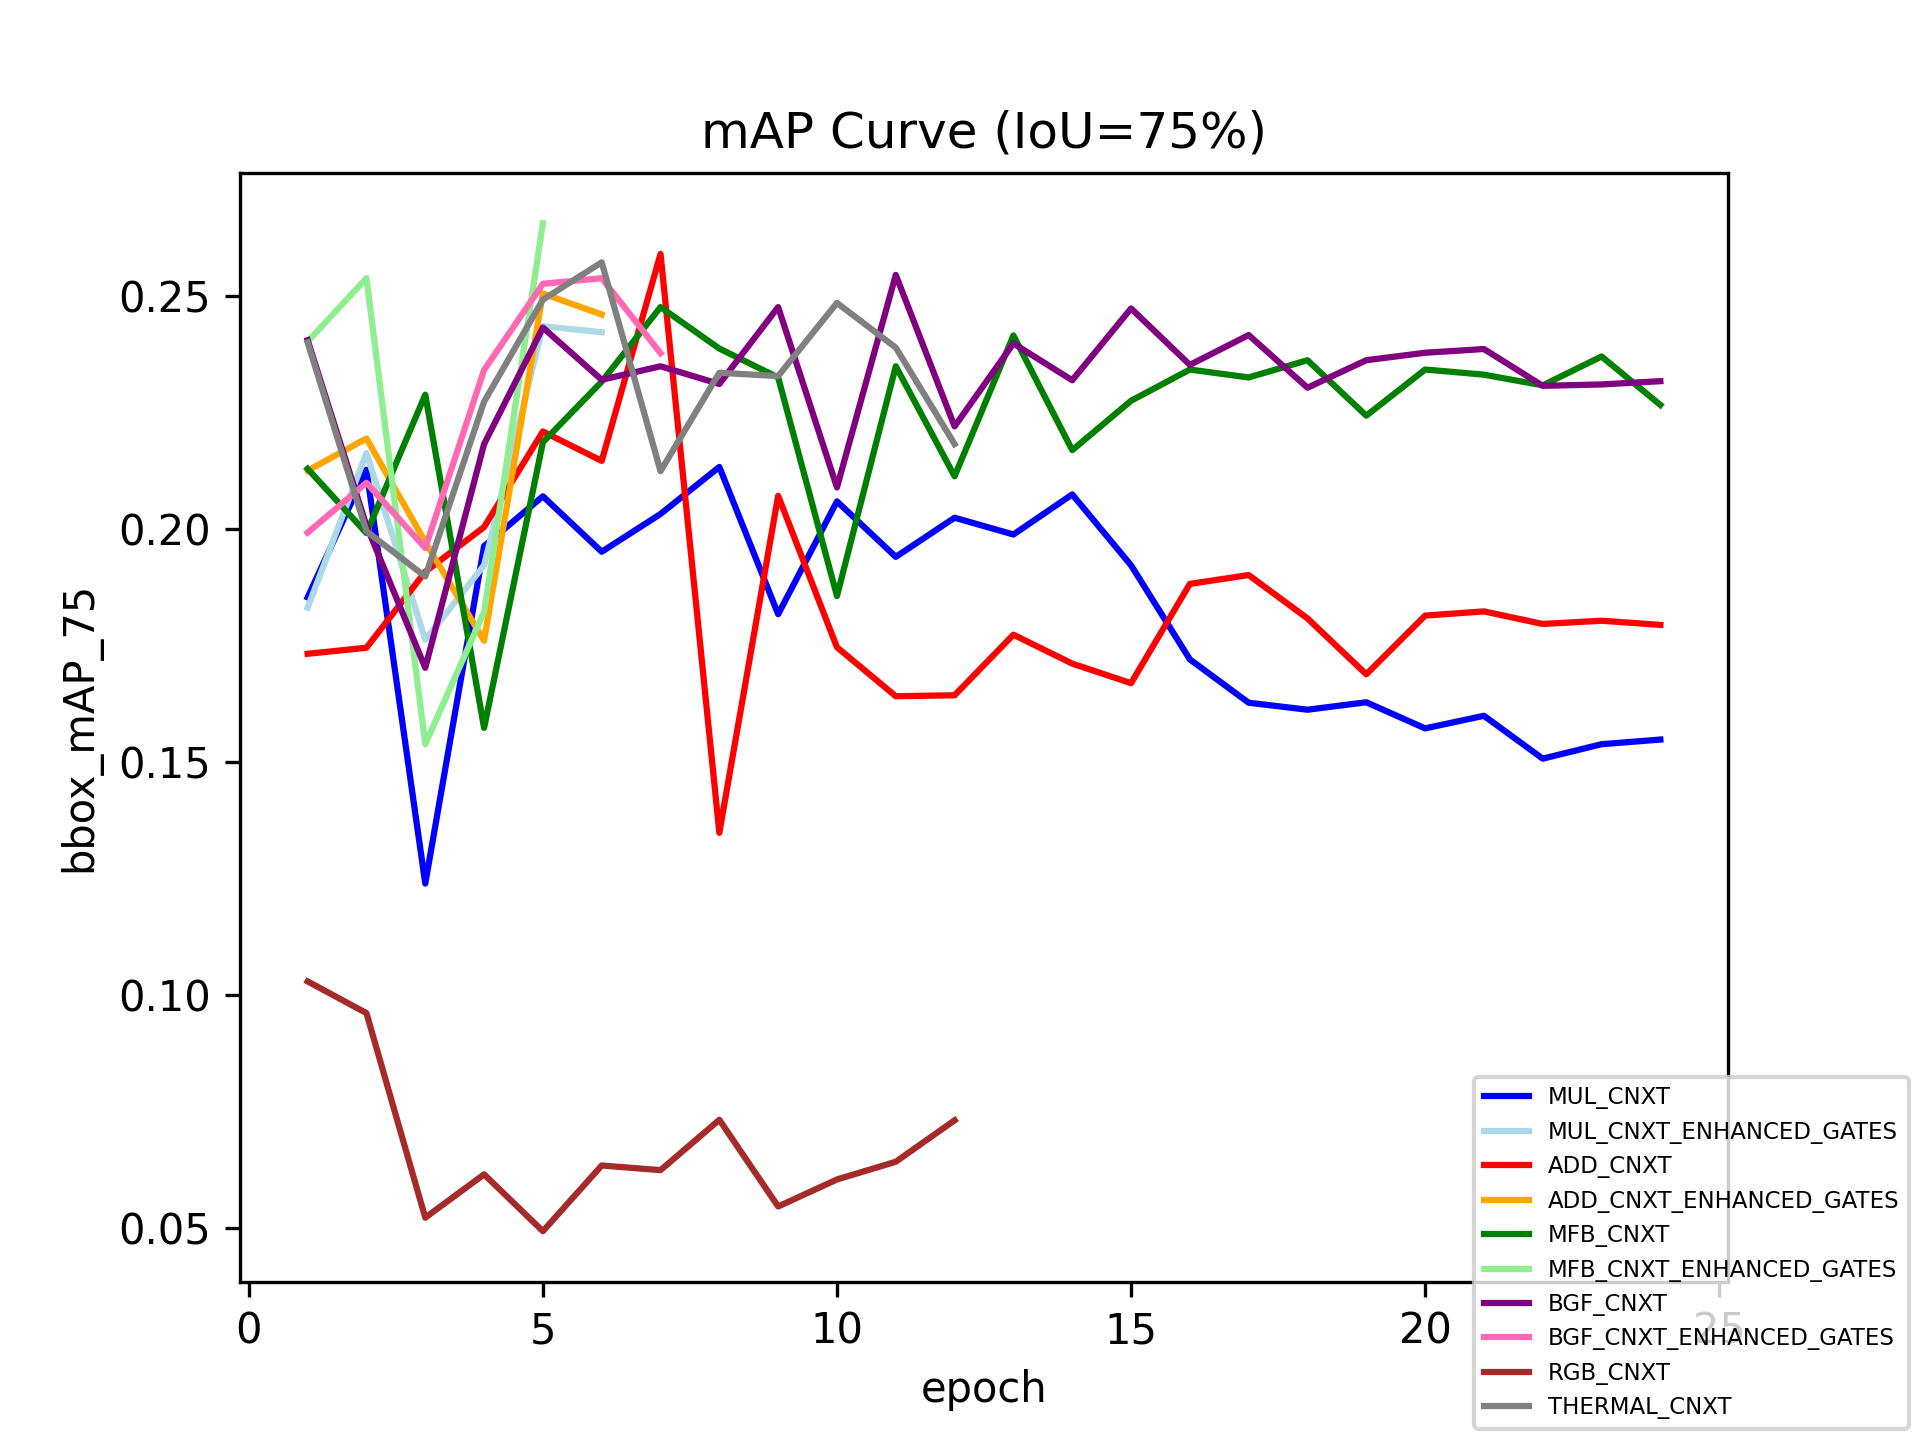 mAP Curve (IoU=75%)
bbox_mAP_75
0.25
0.20
0.15
0.10
0.05
0
5
10
15
20
25
epoch
MUL_CNXT
MUL_CNXT_ENHANCED_GATES
ADD_CNXT
ADD_CNXT_ENHANCED_GATES
MFB_CNXT
MFB_CNXT_ENHANCED_GATES
BGF_CNXT
BGF_CNXT_ENHANCED_GATES
RGB_CNXT
THERMAL_CNXT